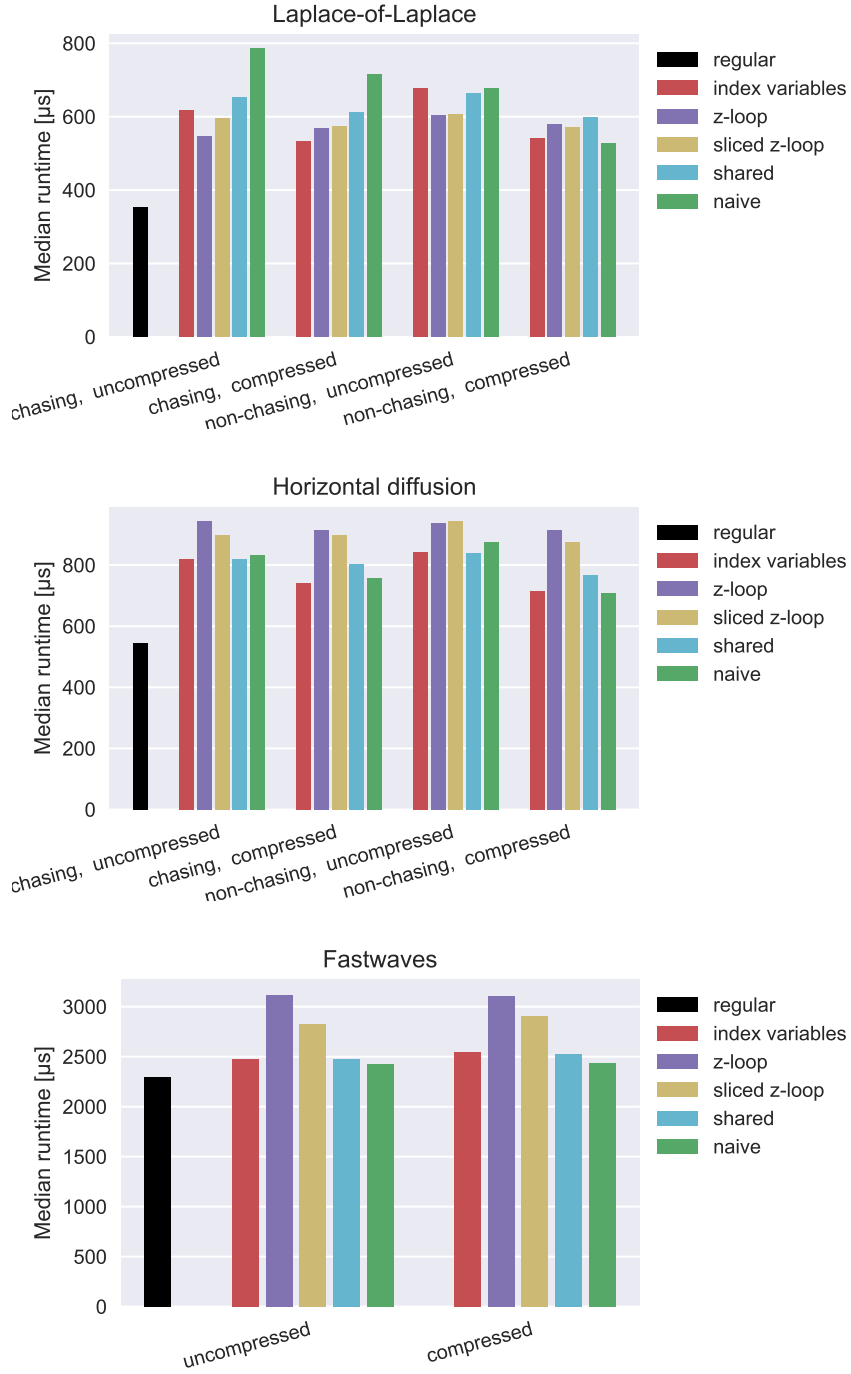 Laplace-of-Laplace
Median runtime [µs]
800
600
400
200
0
chasing, uncompressed
chasing, compressed
non-chasing, uncompressed
non-chasing, compressed
regular
index variables
z-loop
sliced z-loop
shared
naive
Horizontal diffusion
Median runtime [µs]
800
600
400
200
0
chasing, uncompressed
chasing, compressed
non-chasing, uncompressed
non-chasing, compressed
regular
index variables
z-loop
sliced z-loop
shared
naive
Fastwaves
Median runtime [µs]
3000
2500
2000
1500
1000
500
0
uncompressed
compressed
regular
index variables
z-loop
sliced z-loop
shared
naive